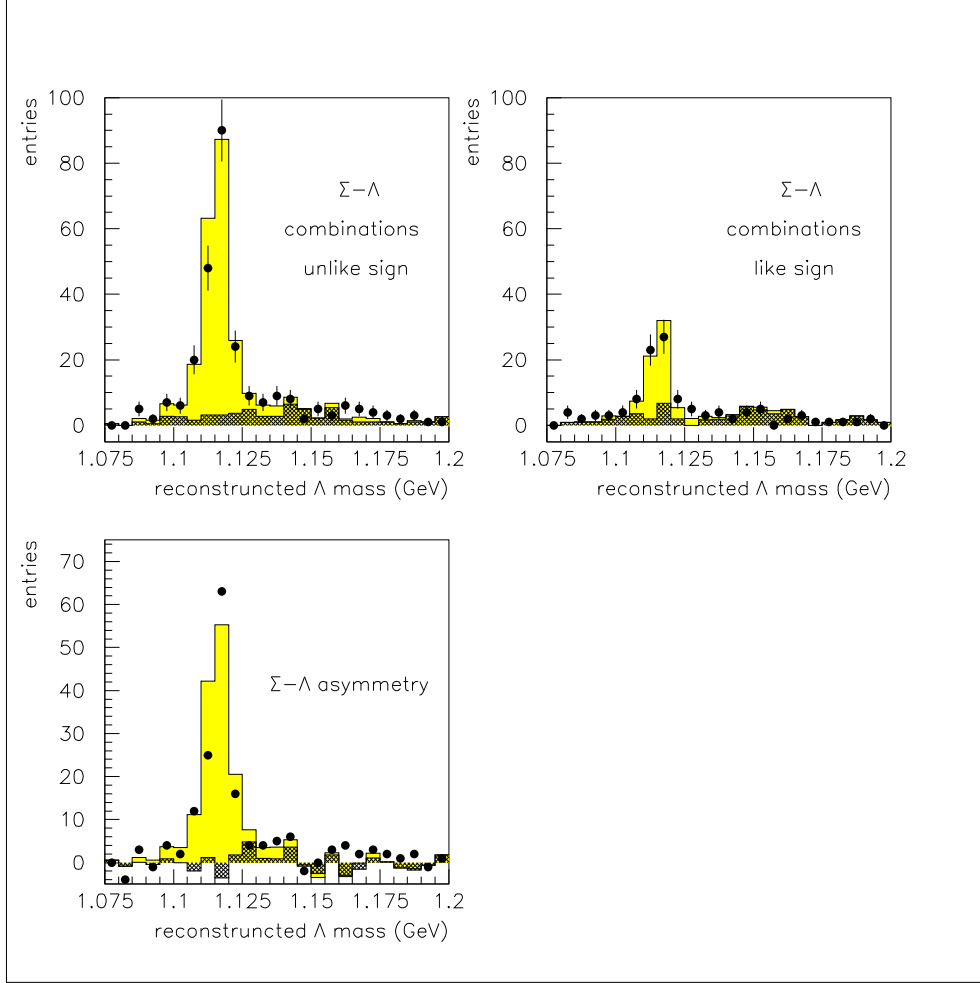 entries
100
80
60
40
20
0
Σ−Λ
combinations
unlike sign
1.075 1.1 1.125 1.15 1.175 1.2
reconstruncted Λ mass (GeV)
entries
100
80
60
40
20
0
Σ−Λ
combinations
like sign
1.075 1.1 1.125 1.15 1.175 1.2
reconstruncted Λ mass (GeV)
entries
70
60
50
40
30
20
10
0
Σ−Λ asymmetry
1.075 1.1 1.125 1.15 1.175 1.2
reconstruncted Λ mass (GeV)